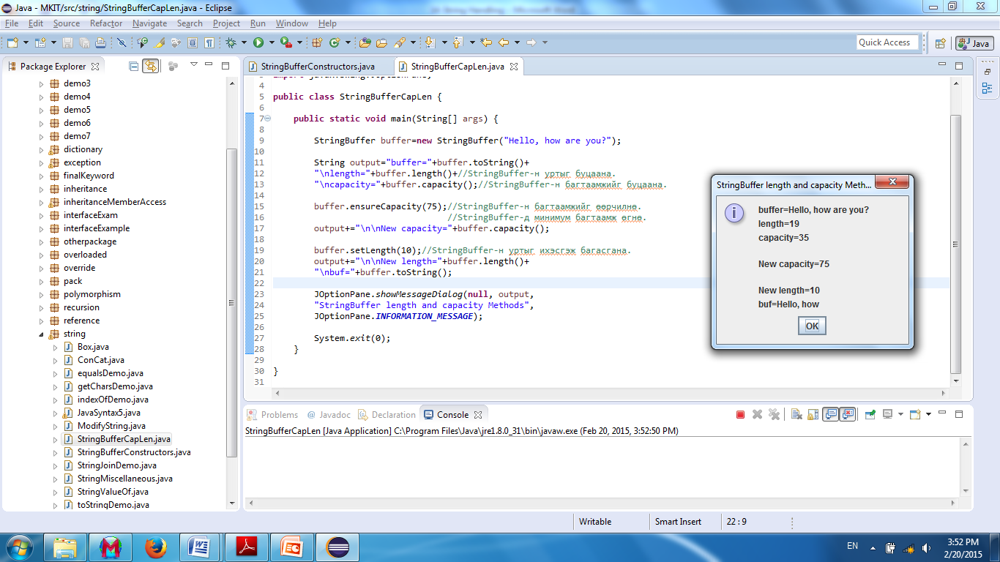 Java - MKIT/src/string/StringBufferCapLen.java - Eclipse
File Edit Source Refactor Navigate Search Project Run Window Help
Quick Access
Java
Package Explorer
demo3
demo4
demo5
demo6
demo7
dictionary
exception
finalKeyword
inheritance
inheritanceMemberAccess
interfaceExam
interfaceExample
otherpackage
overloaded
override
pack
polymorphism
recursion
reference
string
Box.java
ConCat.java
equalsDemo.java
getCharsDemo.java
indexOfDemo.java
JavaSyntax5.java
ModifyString.java
StringBufferCapLen.java
StringBufferConstructors.java
StringJoinDemo.java
StringMiscellaneous.java
StringValueOf.java
toStringDemo.java
StringBufferConstructors.java
StringBufferCapLen.java
4
5 public class StringBufferCapLen {
6
7 public static void main(String[] args) {
8
9 StringBuffer buffer=new StringBuffer("Hello, how are you?");
10
11 String output="buffer="+buffer.toString()+
12 "\nlength="+buffer.length()+//StringBuffer-н уртыг буцаана.
13 "\ncapacity="+buffer.capacity();//StringBuffer-н багтаамжийг буцаана.
14
15 buffer.ensureCapacity(75);//StringBuffer-н багтаамжийг өөрчилнө.
16 //StringBuffer-д минимум багтаамж өгнө.
17 output+="\n\nNew capacity="+buffer.capacity();
18
19 buffer.setLength(10);//StringBuffer-н уртыг ихэсгэж багасгана.
20 output+="\n\nNew length="+buffer.length()+
21 "\nbuf="+buffer.toString();
22
23 JOptionPane.showMessageDialog(null, output,
24 "StringBuffer length and capacity Methods",
25 JOptionPane.INFORMATION_MESSAGE);
26
27 System.exit(0);
28 }
29
30 }
31
StringBuffer length and capacity Meth...
buffer=Hello, how are you?
length=19
capacity=35
New capacity=75
New length=10
buf=Hello, how
OK
Problems @ Javadoc Declaration Console
StringBufferCapLen [Java Application] C:\Program Files\Java\jre1.8.0_31\bin\javaw.exe (Feb 20, 2015, 3:52:50 PM)
Writable Smart Insert 22 : 9
EN
3:52 PM
2/20/2015